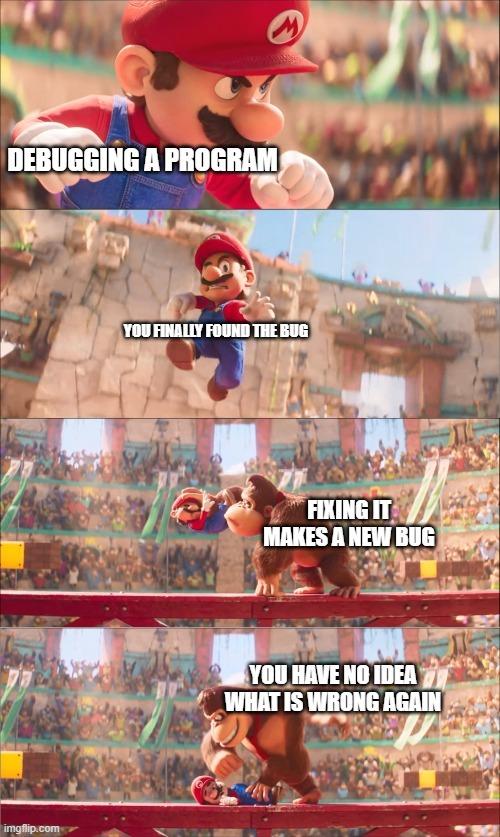 DEBUGGING A PROGRAM
YOU FINALLY FOUND THE BUG
FIXING IT
MAKES A NEW BUG
YOU HAVE NO IDEA
WHAT IS WRONG AGAIN
imgflip.com